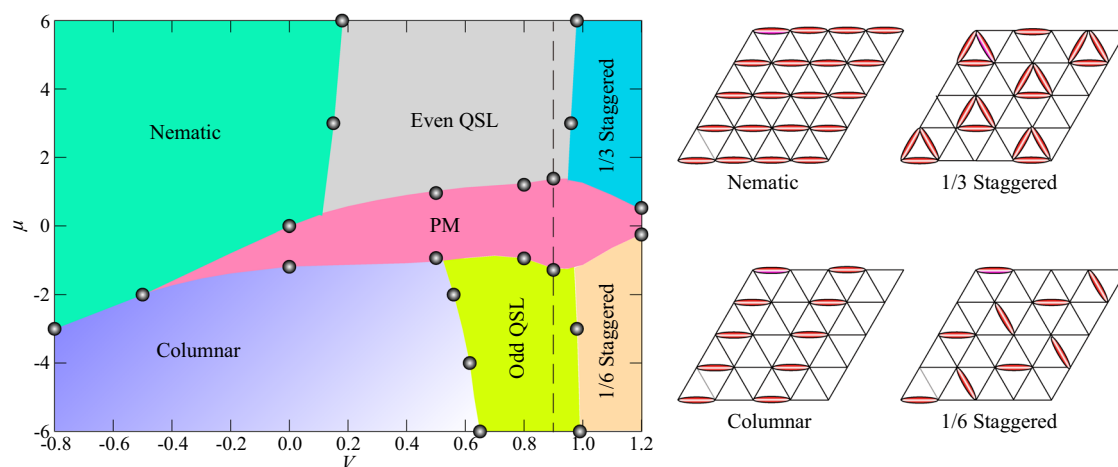 6
4
2
0
-2
-4
-6
μ
-0.8
-0.6
-0.4
-0.2
0.0
0.2
0.4
0.6
0.8
1.0
1.2
V
Nematic
Even QSL
1/3 Staggered
PM
Columnar
Odd QSL
1/6 Staggered
Nematic
1/3 Staggered
Columnar
1/6 Staggered